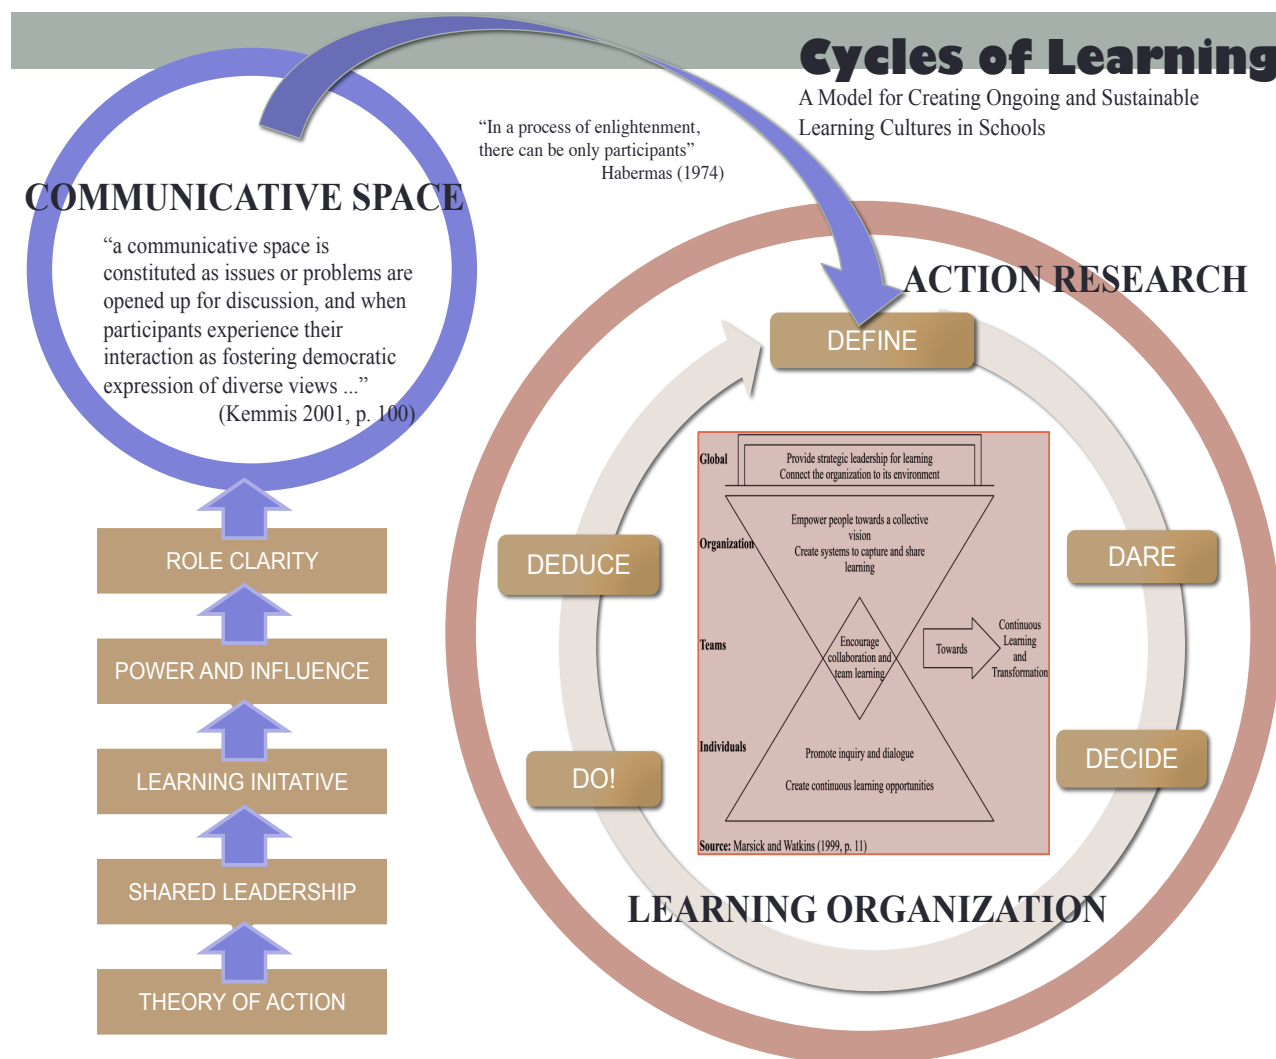 Cycles of Learning
A Model for Creating Ongoing and Sustainable
Learning Cultures in Schools
“In a process of enlightenment,
there can be only participants”
Habermas (1974)
COMMUNICATIVE SPACE
“a communicative space is
constituted as issues or problems are
opened up for discussion, and when
participants experience their
interaction as fostering democratic
expression of diverse views ...”
(Kemmis 2001, p. 100)
ROLE CLARITY
POWER AND INFLUENCE
LEARNING INITATIVE
SHARED LEADERSHIP
THEORY OF ACTION
ACTION RESEARCH
DEFINE
DARE
DECIDE
DO!
DEDUCE
Global
Provide strategic leadership for learning
Connect the organization to its environment
Organization
Empower people towards a collective
vision
Create systems to capture and share
learning
Teams
Encourage
collaboration and
team learning
Towards
Continuous
Learning
and
Transformation
Individuals
Promote inquiry and dialogue
Create continuous learning opportunities
Source: Marsick and Watkins (1999, p. 11)
LEARNING ORGANIZATION